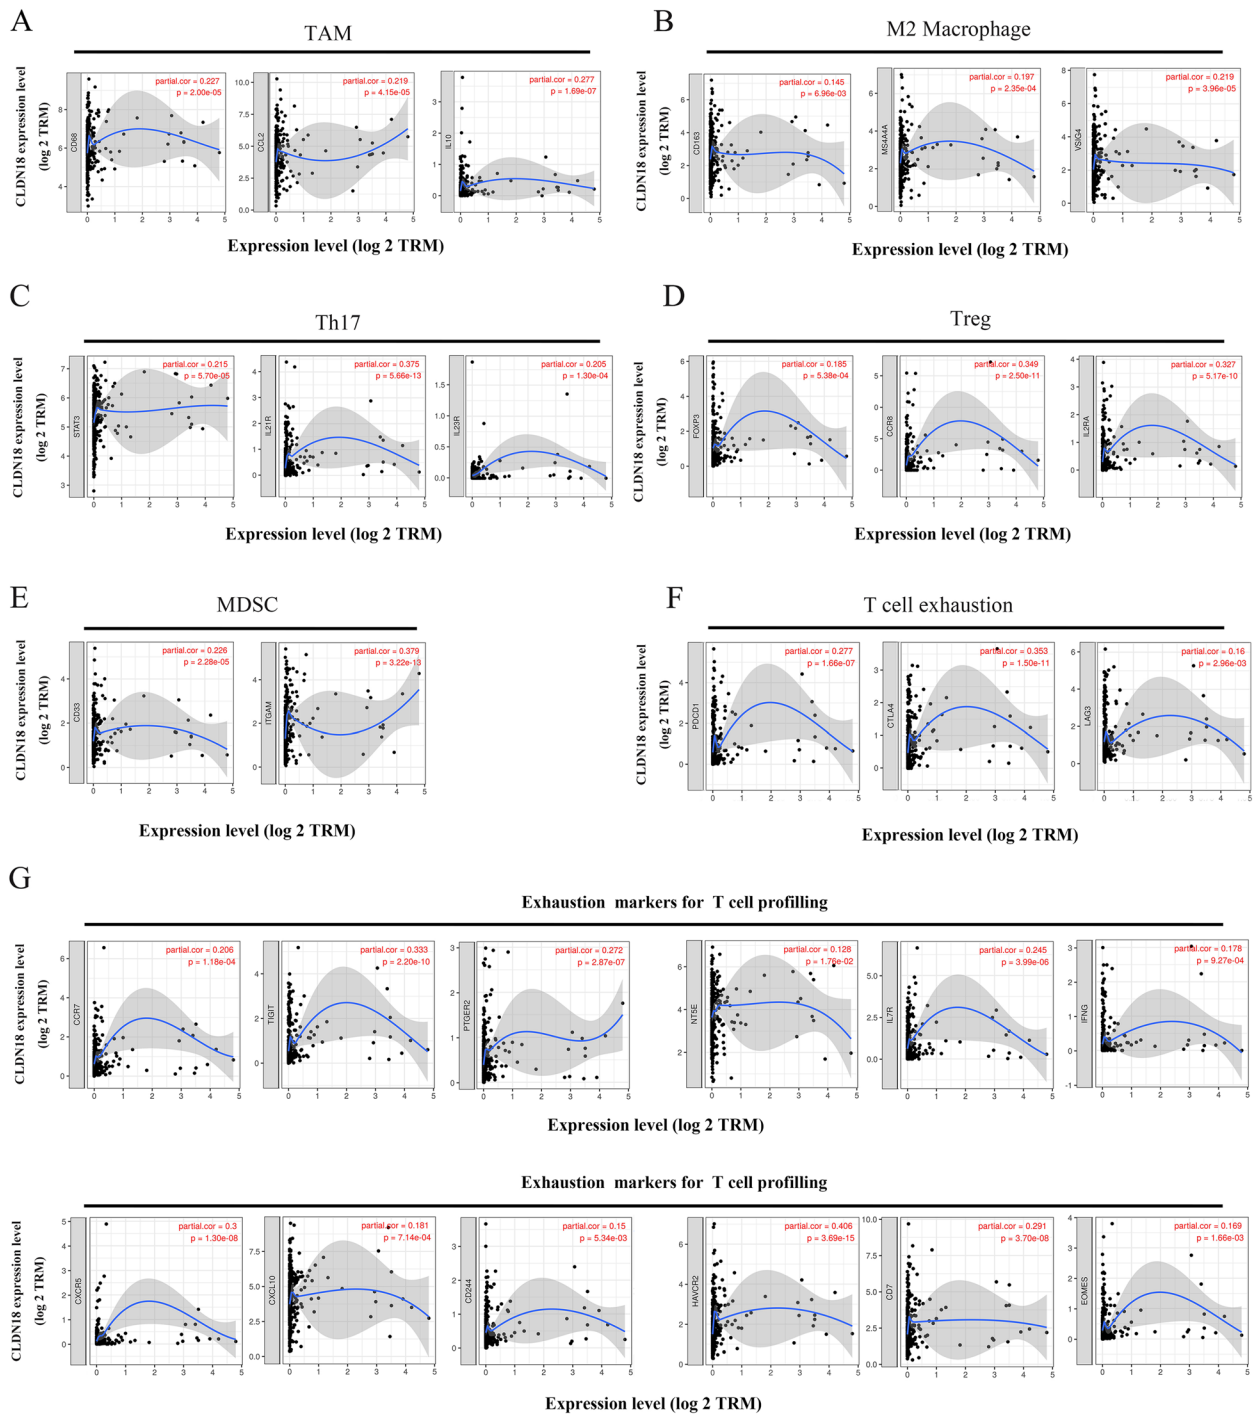 A
TAM
CLDN18 expression level
(log 2 TRM)
CD68
partial.cor = 0.227
p = 2.00e-05
CCL2
partial.cor = 0.219
p = 4.15e-05
IL10
partial.cor = 0.277
p = 1.69e-07
Expression level (log 2 TRM)
B
M2 Macrophage
CLDN18 expression level
(log 2 TRM)
CD163
partial.cor = 0.145
p = 6.96e-03
MS4A4A
partial.cor = 0.197
p = 2.35e-04
VSIG4
partial.cor = 0.219
p = 3.96e-05
Expression level (log 2 TRM)
C
Th17
CLDN18 expression level
(log 2 TRM)
STAT3
partial.cor = 0.215
p = 5.70e-05
IL21R
partial.cor = 0.375
p = 5.66e-13
IL23R
partial.cor = 0.205
p = 1.30e-04
Expression level (log 2 TRM)
D
Treg
CLDN18 expression level
(log 2 TRM)
FOXP3
partial.cor = 0.185
p = 5.38e-04
CCR8
partial.cor = 0.349
p = 2.50e-11
IL2RA
partial.cor = 0.327
p = 5.17e-10
Expression level (log 2 TRM)
E
MDSC
CLDN18 expression level
(log 2 TRM)
CD33
partial.cor = 0.226
p = 2.28e-05
ITGAM
partial.cor = 0.379
p = 3.22e-13
Expression level (log 2 TRM)
F
T cell exhaustion
CLDN18 expression level
(log 2 TRM)
PDCD1
partial.cor = 0.277
p = 1.66e-07
CTLA4
partial.cor = 0.353
p = 1.50e-11
LAG3
partial.cor = 0.16
p = 2.96e-03
Expression level (log 2 TRM)
G
Exhaustion markers for T cell profilling
CLDN18 expression level
(log 2 TRM)
CCR7
partial.cor = 0.206
p = 1.18e-04
TIGIT
partial.cor = 0.333
p = 2.20e-10
PTGER2
partial.cor = 0.272
p = 2.87e-07
NT5E
partial.cor = 0.128
p = 1.76e-02
IL7R
partial.cor = 0.245
p = 3.99e-06
IFNG
partial.cor = 0.178
p = 9.27e-04
Expression level (log 2 TRM)
Exhaustion markers for T cell profilling
CLDN18 expression level
(log 2 TRM)
CXCR5
partial.cor = 0.3
p = 1.30e-08
CXCL10
partial.cor = 0.181
p = 7.14e-04
CD244
partial.cor = 0.15
p = 5.34e-03
HAVCR2
partial.cor = 0.406
p = 3.69e-15
CD7
partial.cor = 0.291
p = 3.70e-08
EOMES
partial.cor = 0.169
p = 1.66e-03
Expression level (log 2 TRM)